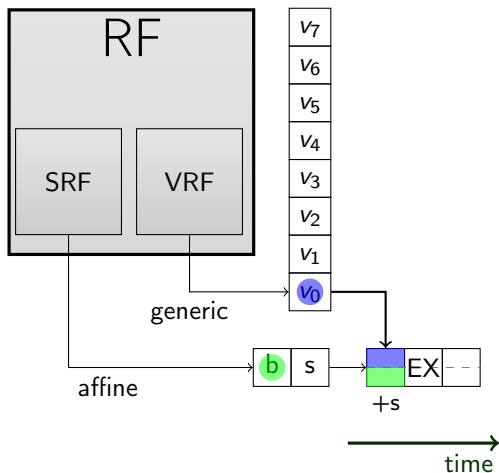 RF
SRF
VRF
v7
v6
v5
v4
v3
v2
v1
v0
generic
affine
b
s
EX
+s
time